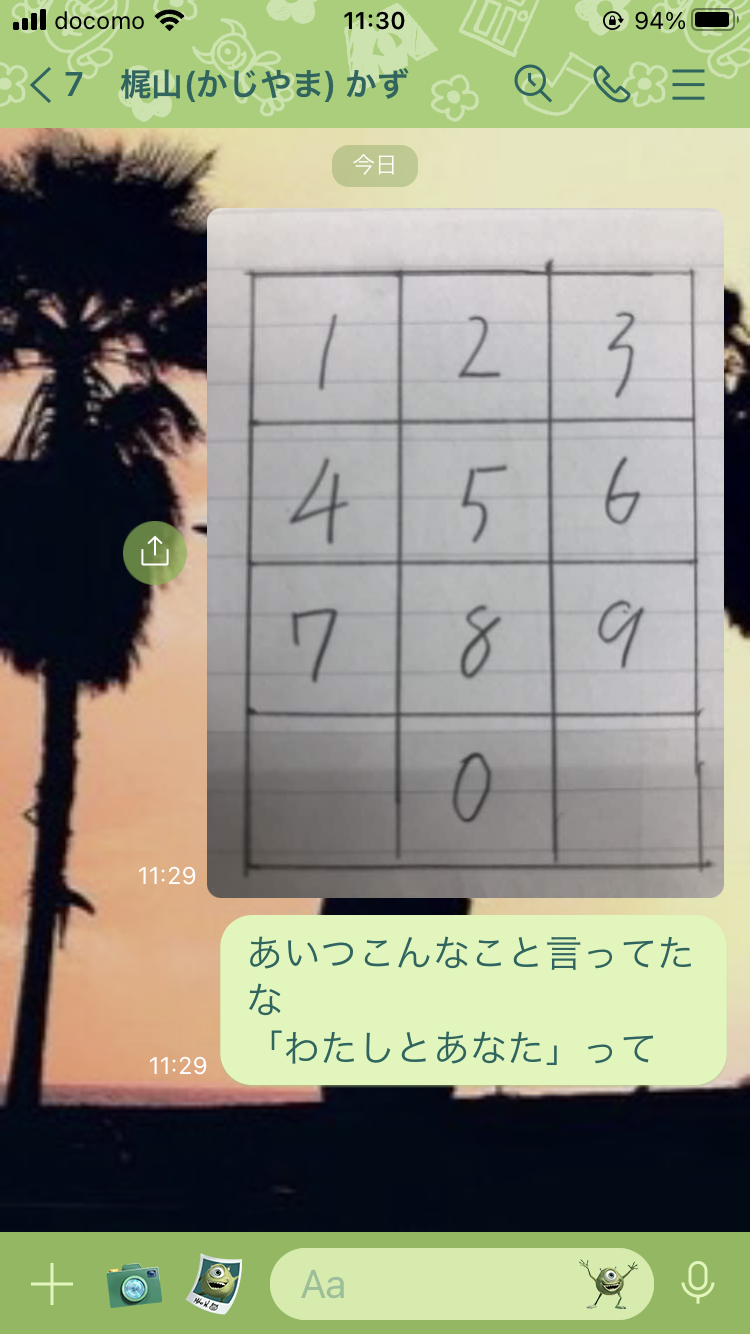 docomo 11:30 94%
7 梶山(かじやま) かず
今日
1 2 3
4 5 6
7 8 9
0
11:29
あいつこんなこと言ってた
な
「わたしとあなた」って
11:29
Aa